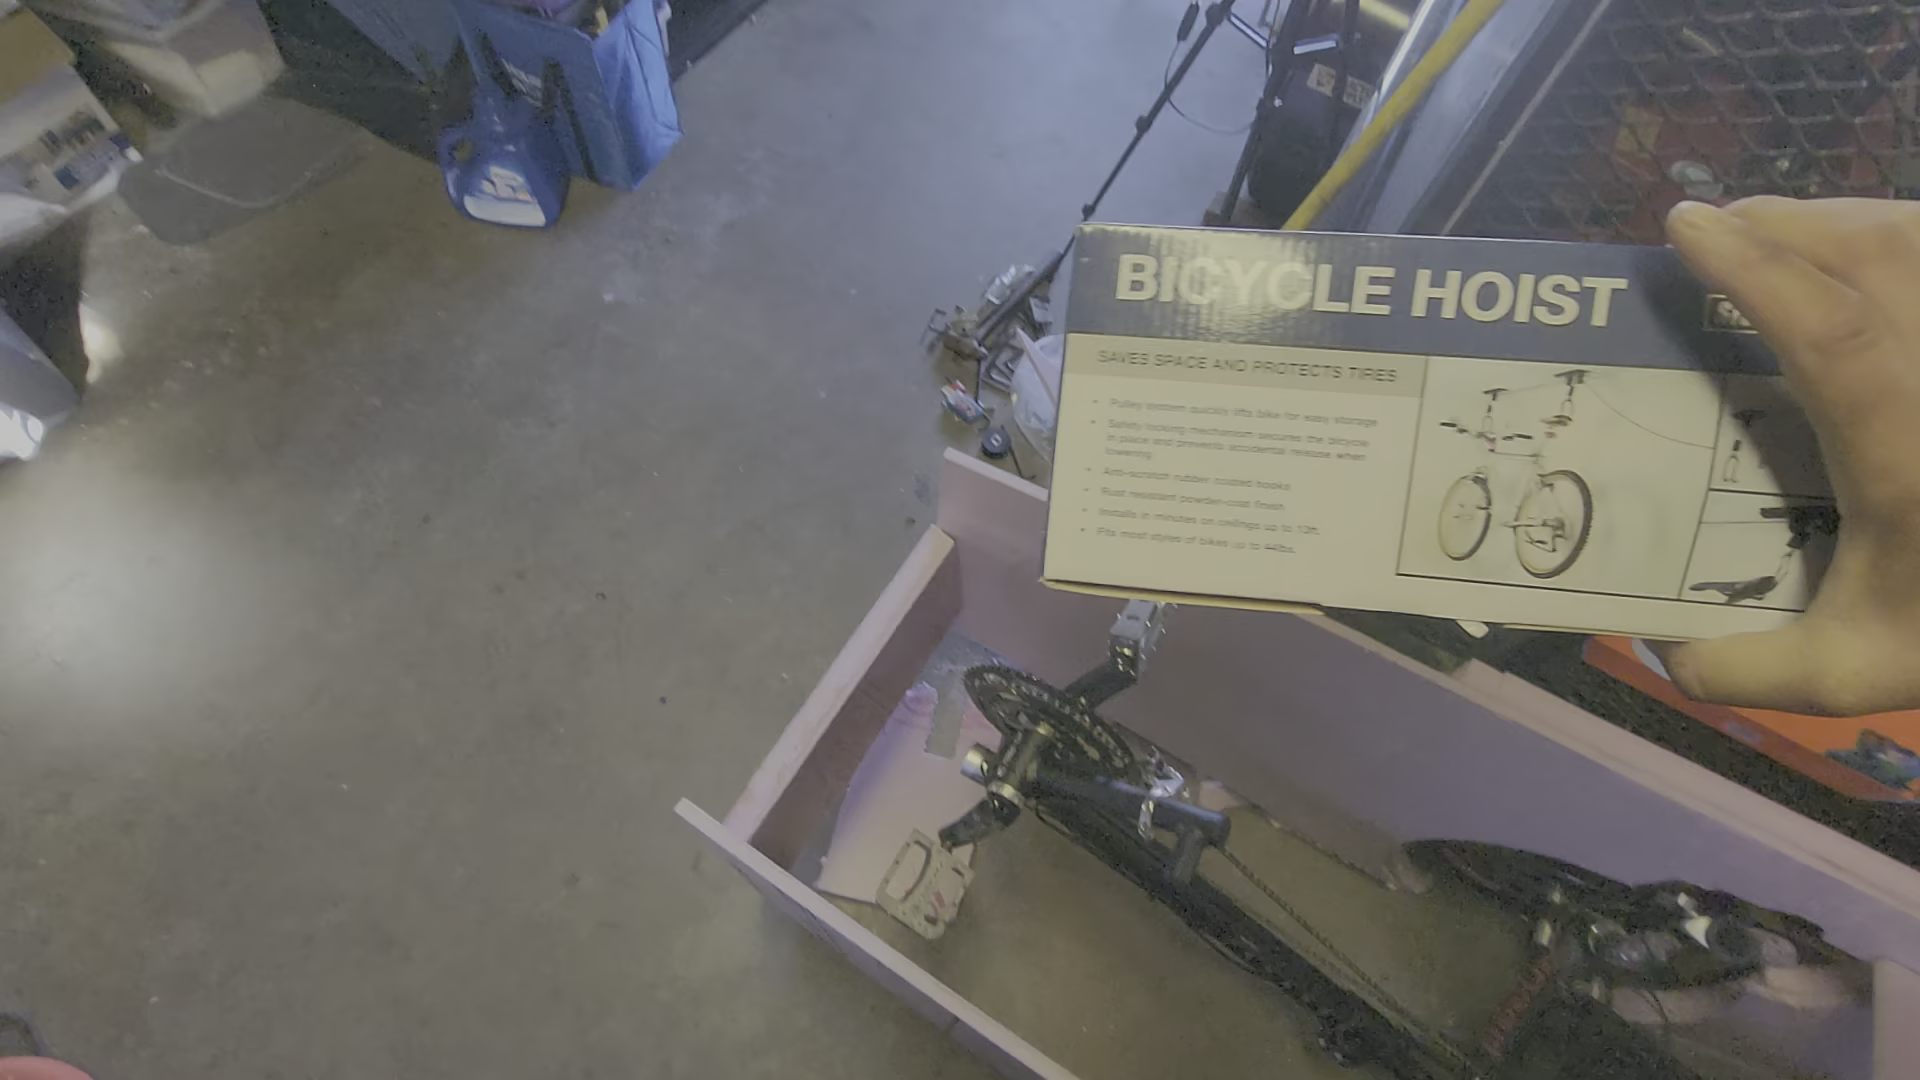 BICYCLE HOIST
SAVES SPACE AND PROTECTS TIRES
• Pulley system quickly lifts bike for easy storage
• Safety locking mechanism secures the bicycle
in place and prevents accidental release when
lowering
• Anti-scratch rubber coated hooks
• Rust resistant powder-coat finish
• Installs in minutes on ceilings up to 13ft.
• Fits most styles of bikes up to 44lbs.